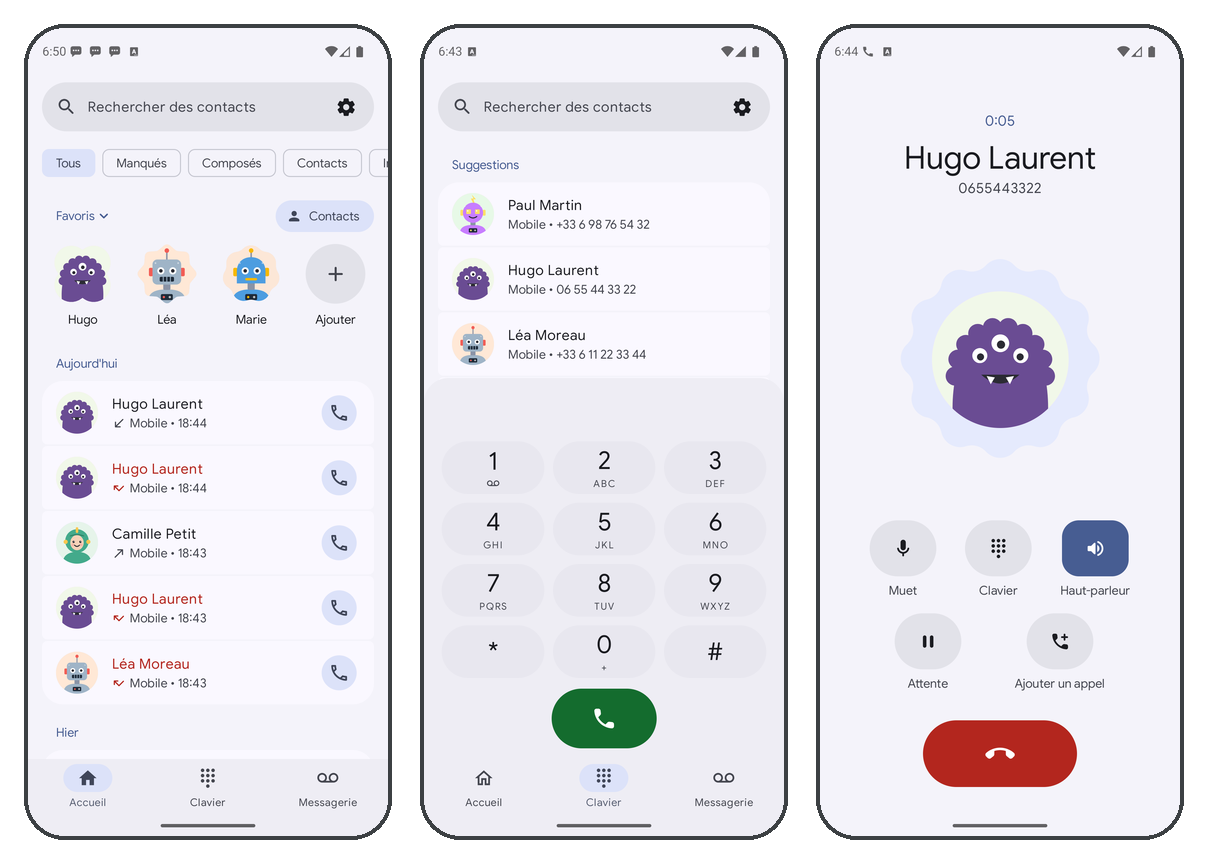 6:50
Rechercher des contacts
Tous
Manqués
Composés
Contacts
Favoris
Contacts
Hugo
Léa
Marie
Ajouter
Aujourd'hui
Hugo Laurent
Mobile • 18:44
Hugo Laurent
Mobile • 18:44
Camille Petit
Mobile • 18:43
Hugo Laurent
Mobile • 18:43
Léa Moreau
Mobile • 18:43
Hier
Accueil
Clavier
Messagerie
6:43
Rechercher des contacts
Suggestions
Paul Martin
Mobile • +33 6 98 76 54 32
Hugo Laurent
Mobile • 06 55 44 33 22
Léa Moreau
Mobile • +33 6 11 22 33 44
1
2 ABC
3 DEF
4 GHI
5 JKL
6 MNO
7 PQRS
8 TUV
9 WXYZ
*
0 +
#
Accueil
Clavier
Messagerie
6:44
0:05
Hugo Laurent
0655443322
Muet
Clavier
Haut-parleur
Attente
Ajouter un appel